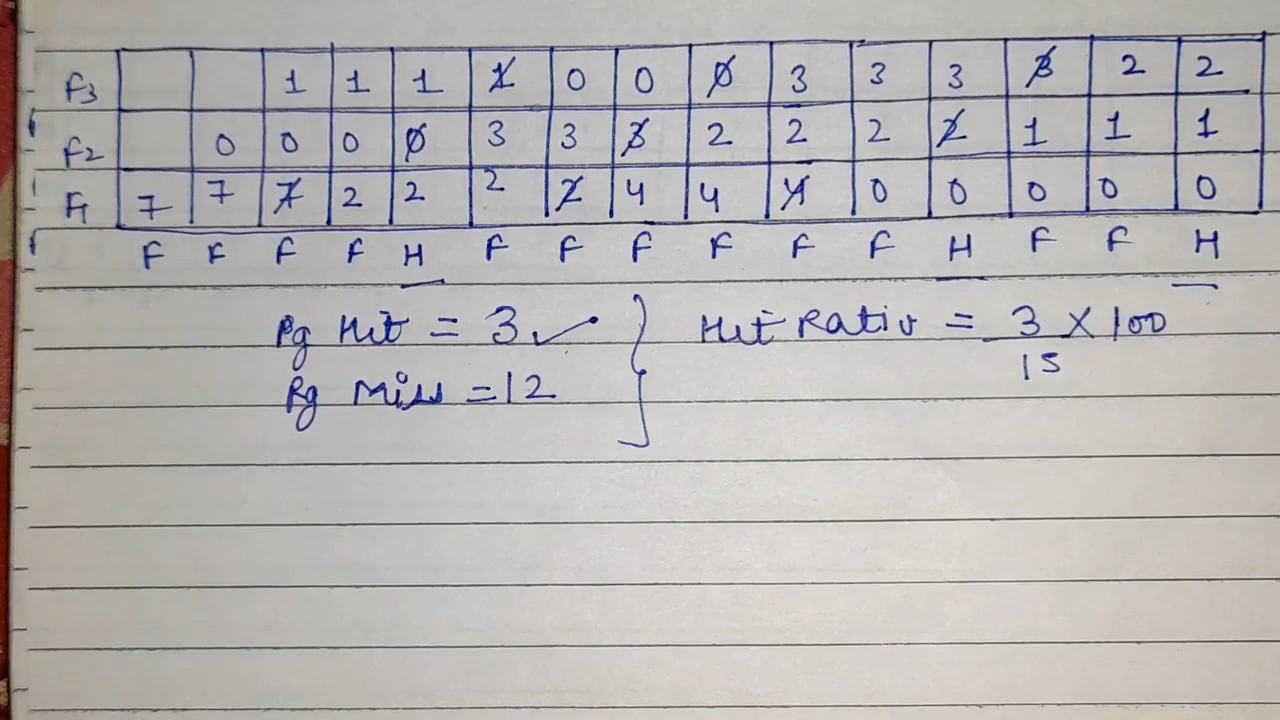 F3 1 1 1 1 0 0 0 3 3 3 3 2 2
F2 0 0 0 0 3 3 3 2 2 2 2 1 1 1
F1 7 7 7 2 2 2 2 4 4 4 0 0 0 0 0
F F F F H F F F F F F H F F H
Pg Hit = 3 ✓ } Hit Ratio = 3 × 100
15
Pg Miss = 12